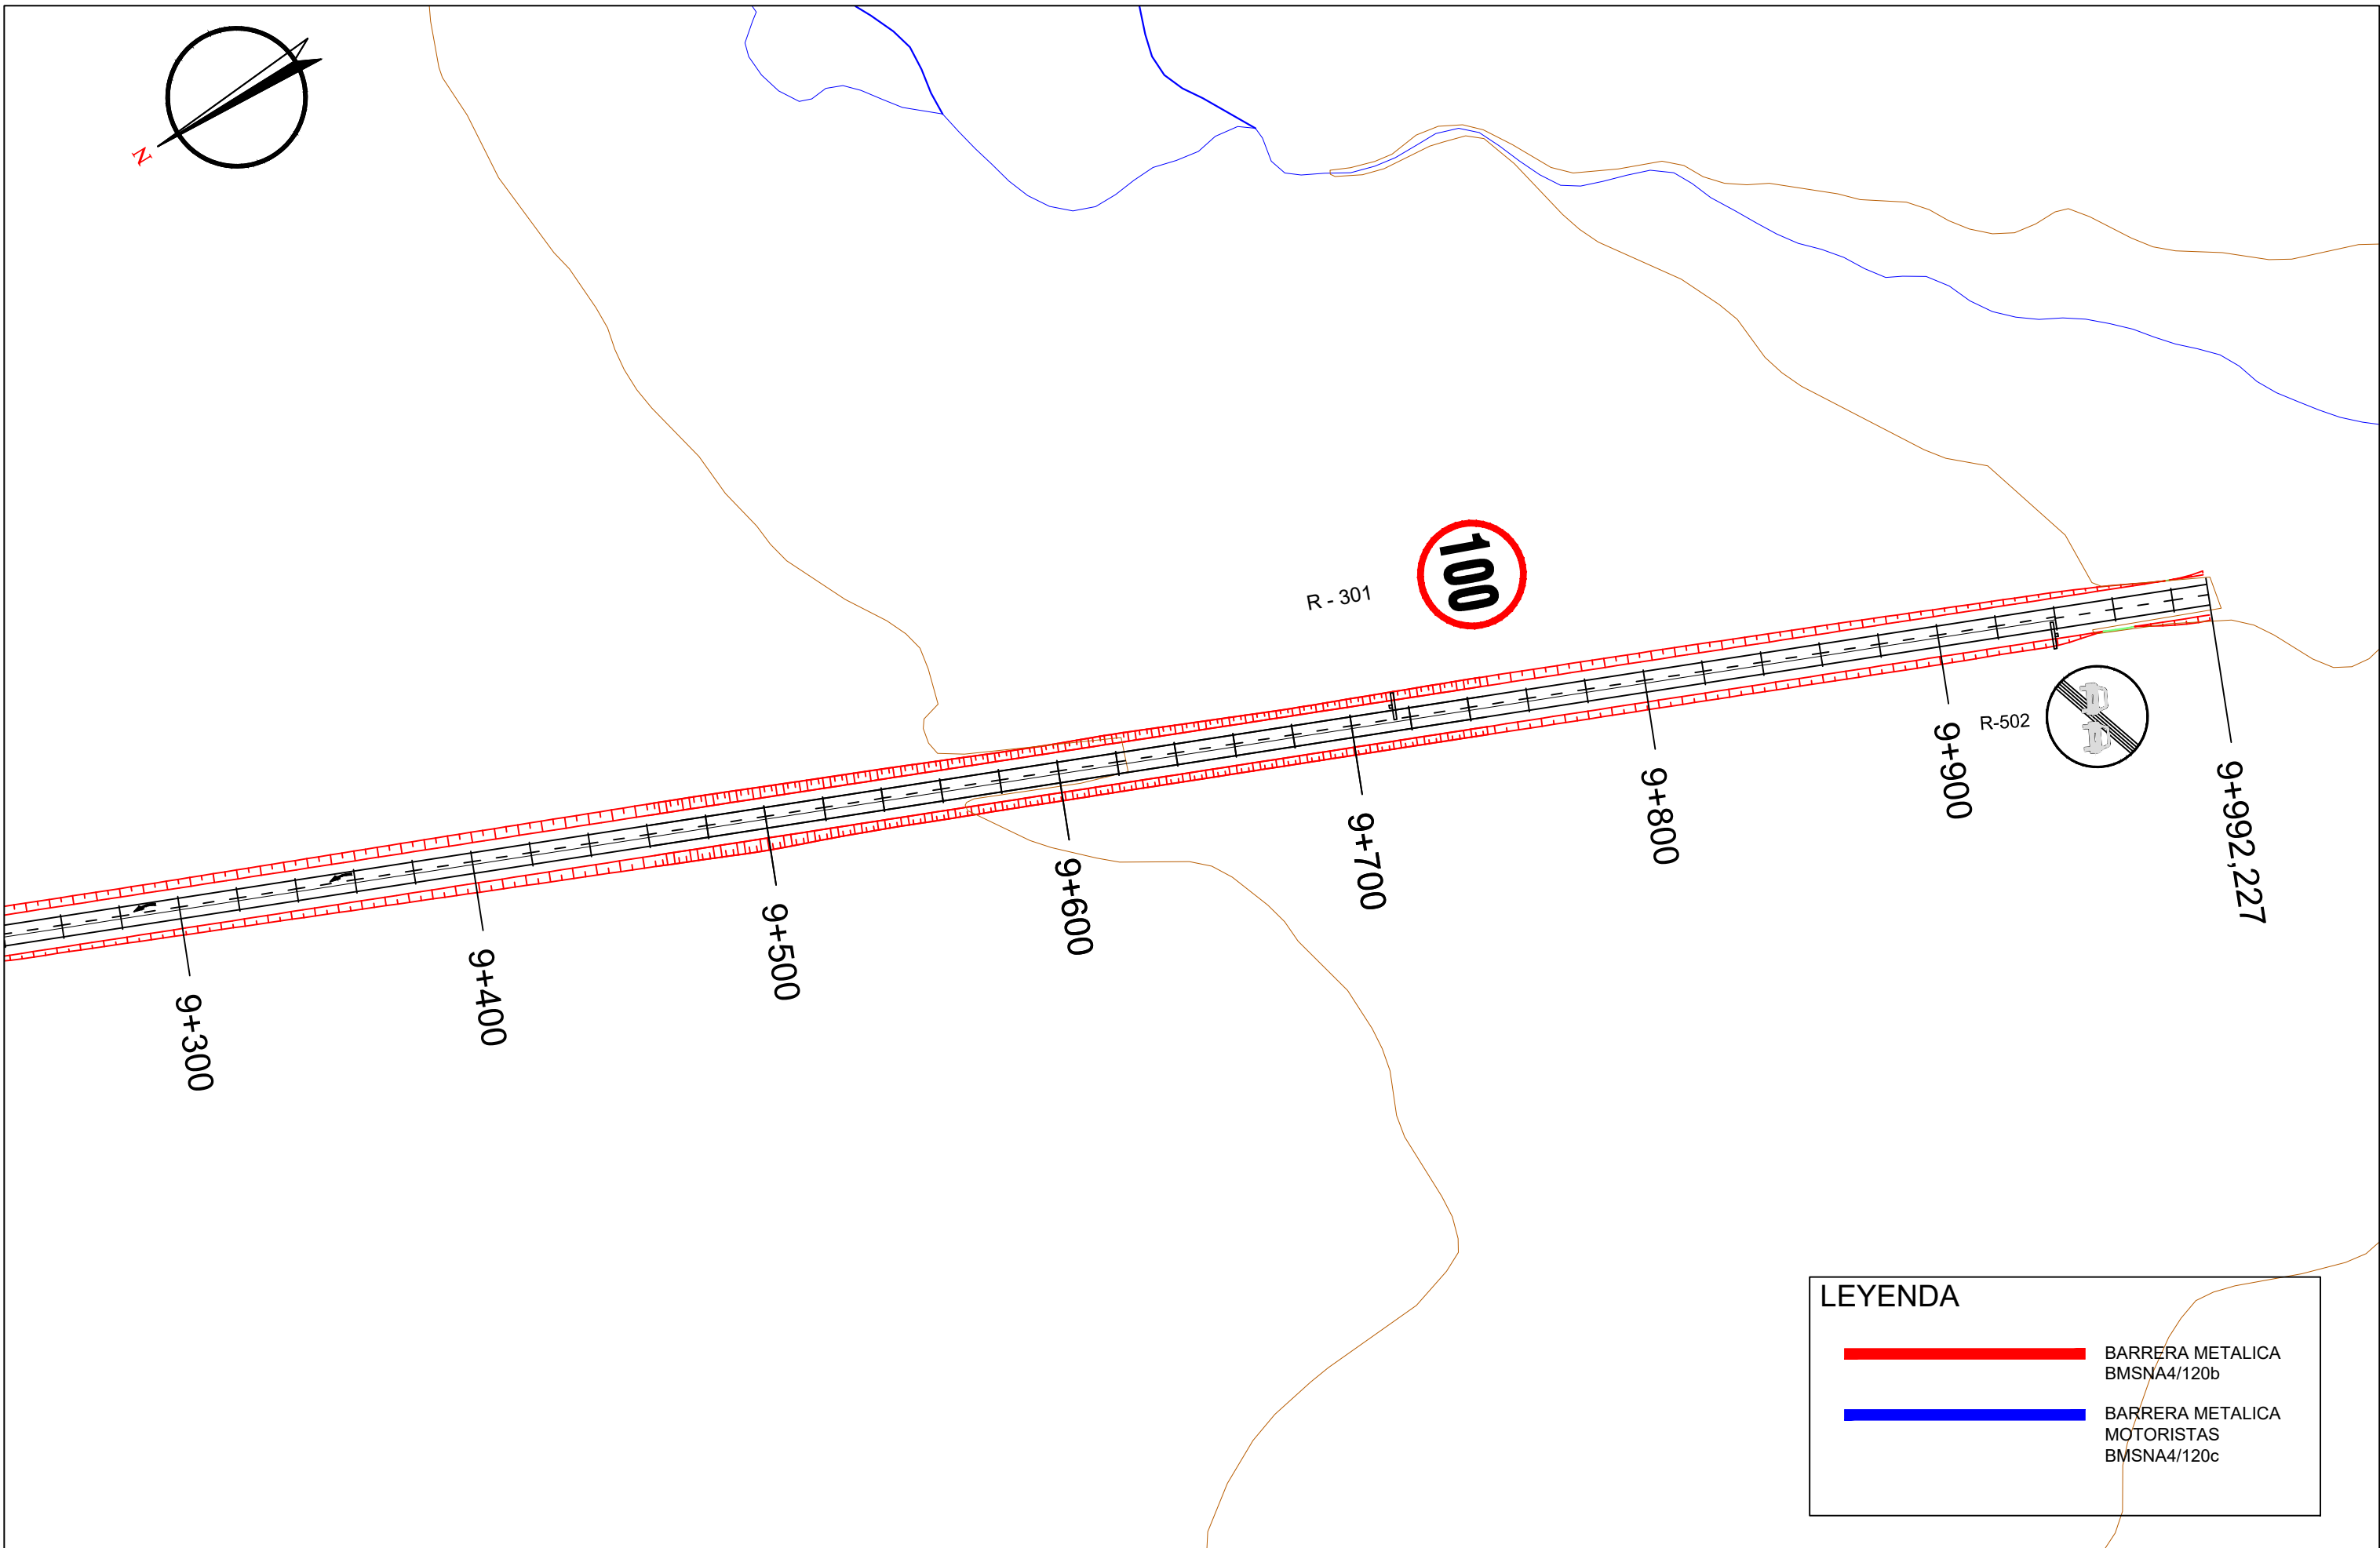 N
R - 301
100
R-502
9+300
9+400
9+500
9+600
9+700
9+800
9+900
9+992,227
LEYENDA
BARRERA METALICA
BMSNA4/120b
BARRERA METALICA
MOTORISTAS
BMSNA4/120c